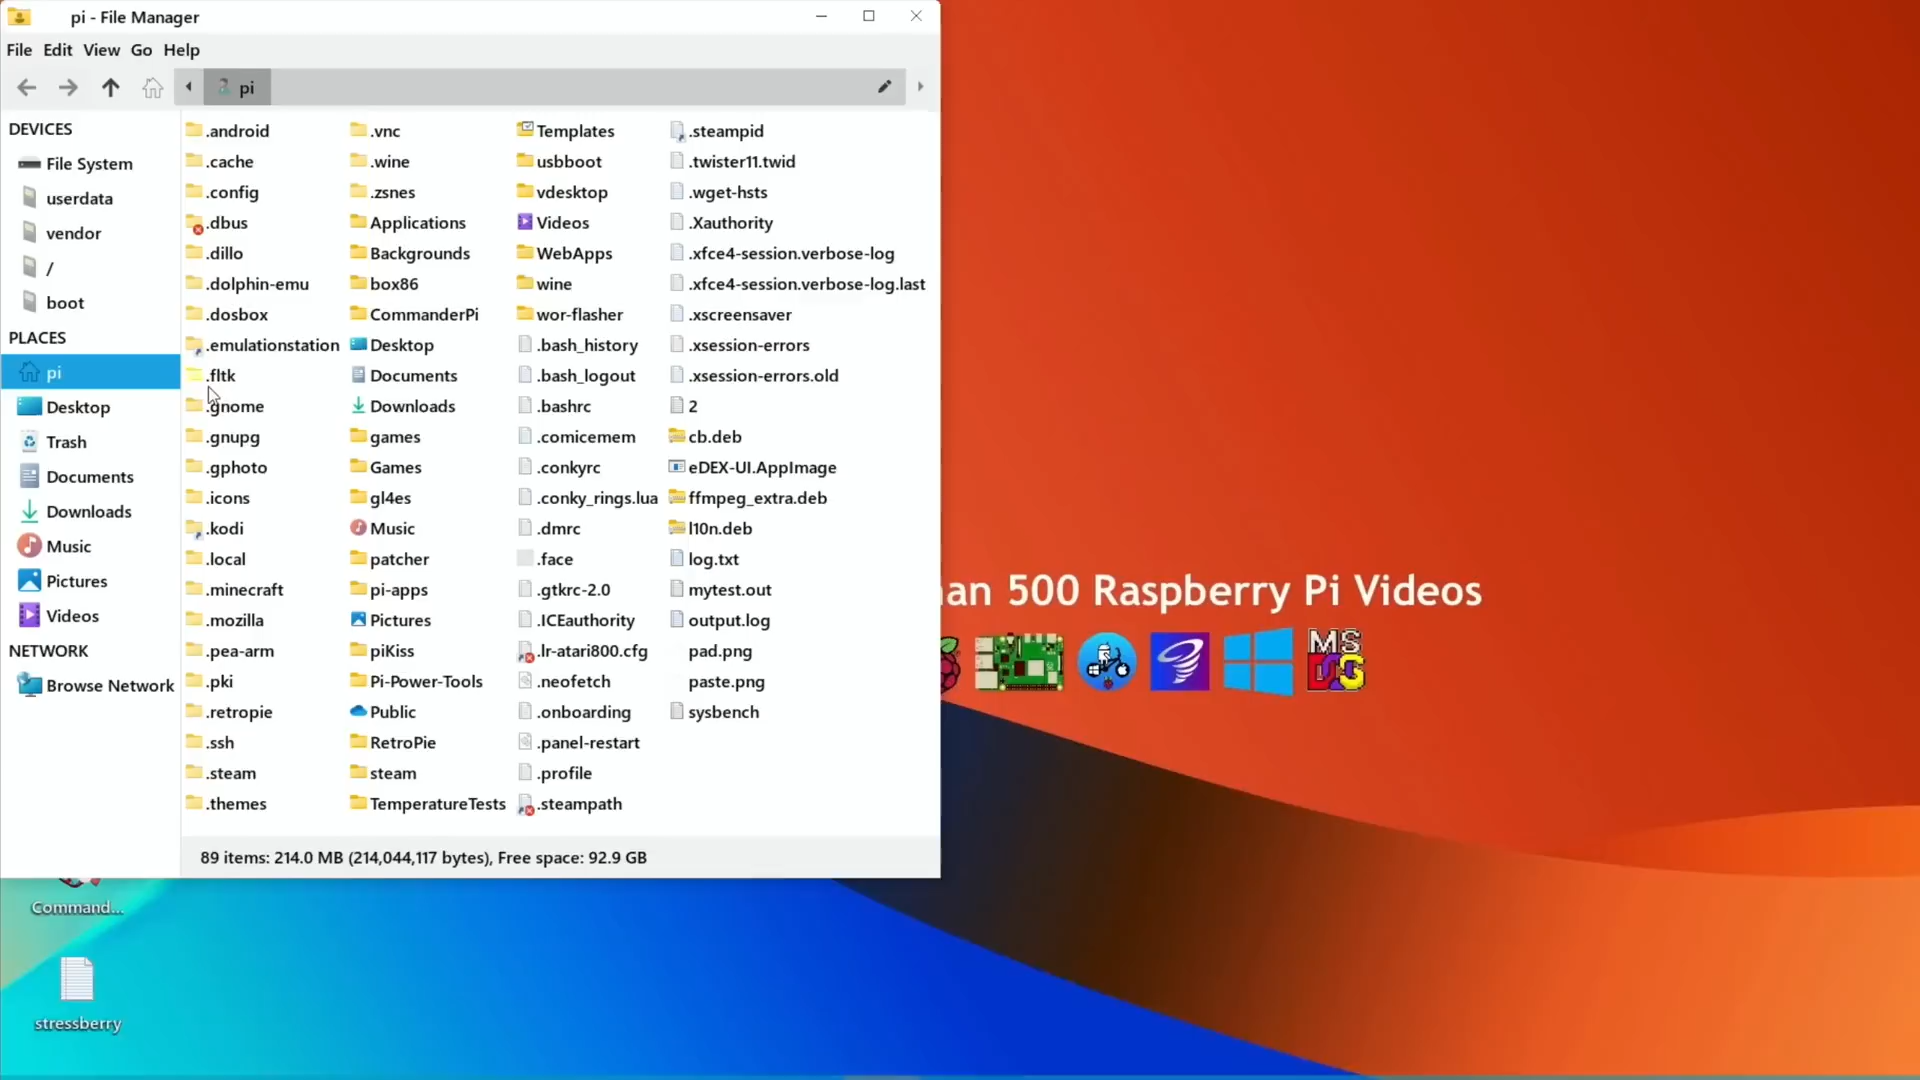 pi - File Manager
File Edit View Go Help
pi
DEVICES
File System
userdata
vendor
/
boot
PLACES
pi
Desktop
Trash
Documents
Downloads
Music
Pictures
Videos
NETWORK
Browse Network
.android
.cache
.config
.dbus
.dillo
.dolphin-emu
.dosbox
.emulationstation
.fltk
.gnome
.gnupg
.gphoto
.icons
.kodi
.local
.minecraft
.mozilla
.pea-arm
.pki
.retropie
.ssh
.steam
.themes
.vnc
.wine
.zsnes
Applications
Backgrounds
box86
CommanderPi
Desktop
Documents
Downloads
games
Games
gl4es
Music
patcher
pi-apps
Pictures
piKiss
Pi-Power-Tools
Public
RetroPie
steam
TemperatureTests
Templates
usbboot
vdesktop
Videos
WebApps
wine
wor-flasher
.bash_history
.bash_logout
.bashrc
.comicemem
.conkyrc
.conky_rings.lua
.dmrc
.face
.gtkrc-2.0
.ICEauthority
.lr-atari800.cfg
.neofetch
.onboarding
.panel-restart
.profile
.steampath
.steampid
.twister11.twid
.wget-hsts
.Xauthority
.xfce4-session.verbose-log
.xfce4-session.verbose-log.last
.xscreensaver
.xsession-errors
.xsession-errors.old
2
cb.deb
eDEX-UI.AppImage
ffmpeg_extra.deb
l10n.deb
log.txt
mytest.out
output.log
pad.png
paste.png
sysbench
89 items: 214.0 MB (214,044,117 bytes), Free space: 92.9 GB
500 Raspberry Pi Videos
MS
DOS
Command...
stressberry